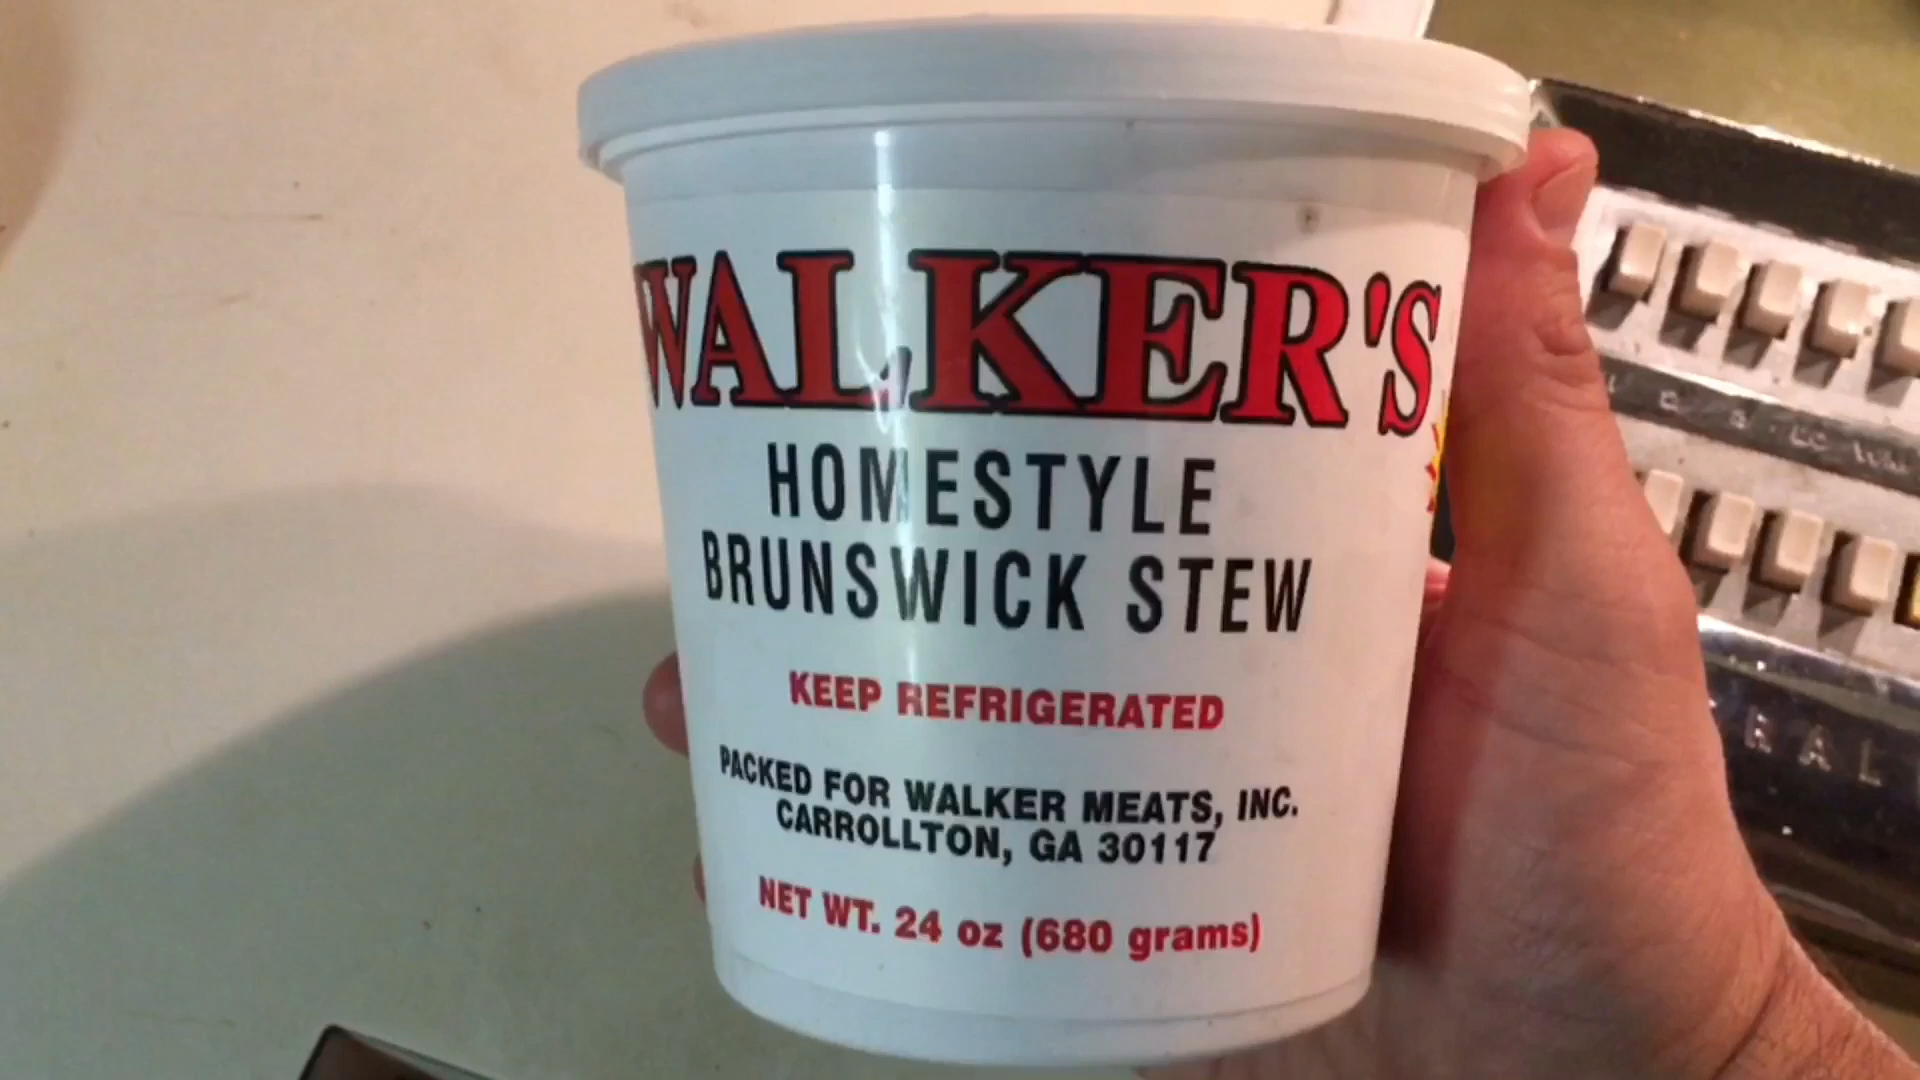 WALKER'S
HOMESTYLE
BRUNSWICK STEW
KEEP REFRIGERATED
PACKED FOR WALKER MEATS, INC.
CARROLLTON, GA 30117
NET WT. 24 oz (680 grams)